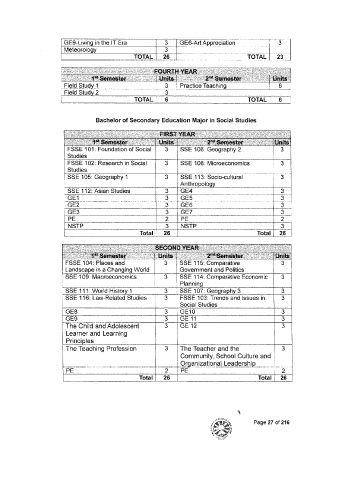 GE9-Living in the IT Era 3 GE6-Art Appreciation 3
Meteorology 3
TOTAL 26 TOTAL 23
FOURTH YEAR
1st Semester Units 2nd Semester Units
Field Study 1 3 Practice Teaching 6
Field Study 2 3
TOTAL 6 TOTAL 6
Bachelor of Secondary Education Major in Social Studies
FIRST YEAR
1st Semester Units 2nd Semester Units
FSSE 101: Foundation of Social 3 SSE 106: Geography 2 3
Studies
FSSE 102: Research in Social 3 SSE 108: Microeconomics 3
Studies
SSE 105: Geography 1 3 SSE 113: Socio-cultural 3
Anthropology
SSE 112: Asian Studies 3 GE4 3
GE1 3 GE5 3
GE2 3 GE6 3
GE3 3 GE7 3
PE 2 PE 2
NSTP 3 NSTP 3
Total 26 Total 26
SECOND YEAR
1st Semester Units 2nd Semester Units
FSSE 104: Places and 3 SSE 115: Comparative 3
Landscape in a Changing World Government and Politics
SSE 109: Macroeconomics 3 SSE 114: Comparative Economic 3
Planning
SSE 111: World History 1 3 SSE 107: Geography 3 3
SSE 116: Law-Related Studies 3 FSSE 103: Trends and Issues in 3
Social Studies
GE8 3 GE10 3
GE9 3 GE 11 3
The Child and Adolescent 3 GE 12 3
Learner and Learning
Principles
The Teaching Profession 3 The Teacher and the 3
Community, School Culture and
Organizational Leadership
PE 2 PE 2
Total 26 Total 26
Page 27 of 216